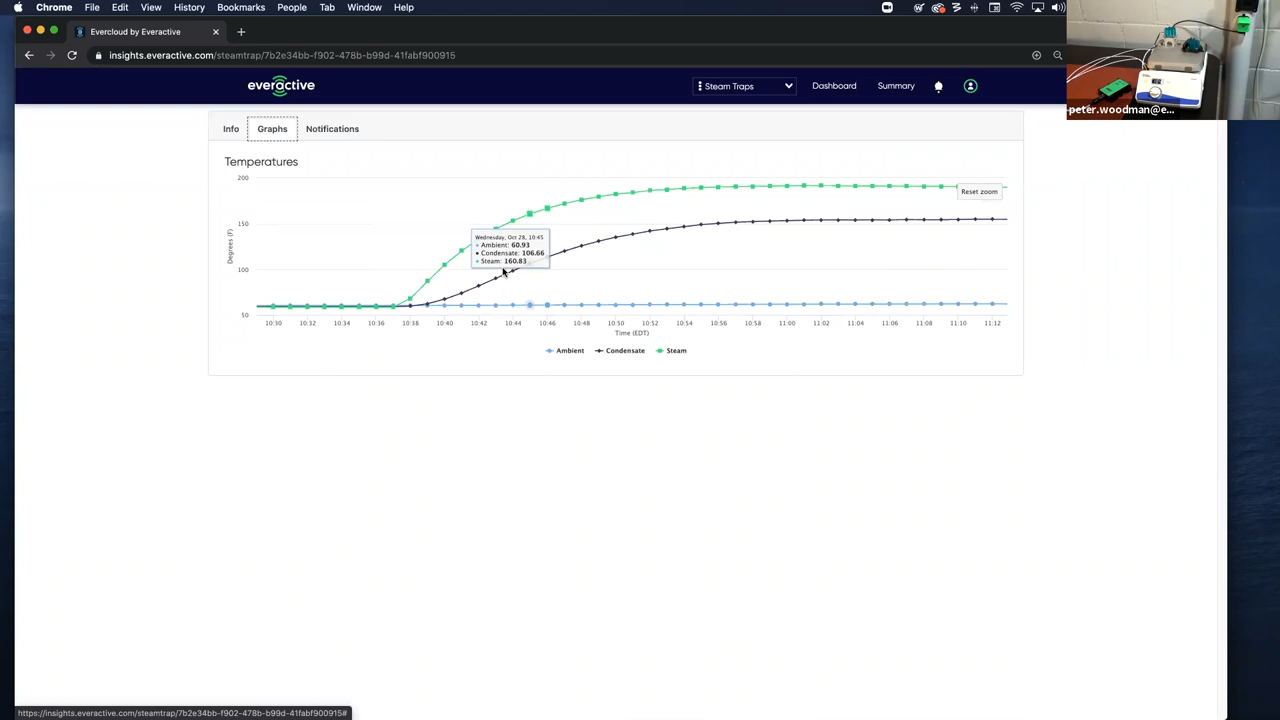 Chrome File Edit View History Bookmarks People Tab Window Help
Evercloud by Everactive
insights.everactive.com/steamtrap/7b2e34bb-f902-478b-b99d-41fabf900915
everactive
Steam Traps Dashboard Summary
peter.woodman@e...
Info Graphs Notifications
Temperatures
200
150
100
50
Degrees (F)
Reset zoom
Wednesday, Oct 28, 10:45
Ambient: 60.93
Condensate: 106.66
Steam: 160.83
10:30 10:32 10:34 10:36 10:38 10:40 10:42 10:44 10:46 10:48 10:50 10:52 10:54 10:56 10:58 11:00 11:02 11:04 11:06 11:08 11:10 11:12
Time (EDT)
Ambient Condensate Steam
https://insights.everactive.com/steamtrap/7b2e34bb-f902-478b-b99d-41fabf900915#